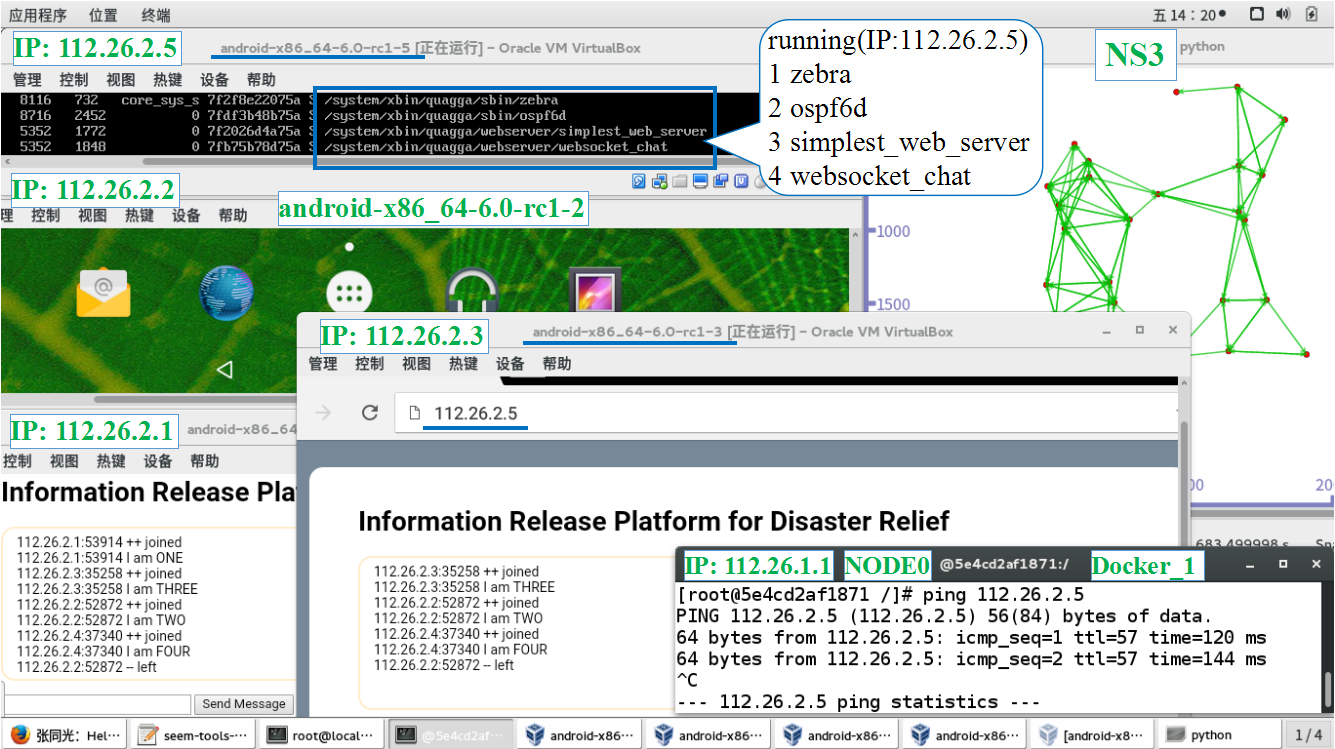 应用程序 位置 终端
五 14：20
IP: 112.26.2.5
android-x86_64-6.0-rc1-5 [正在运行] – Oracle VM VirtualBox
管理 控制 视图 热键 设备 帮助
8116 732 core_sys_s 7f2f8e22075a S /system/xbin/quagga/sbin/zebra
8716 2452 0 7fdf3b48b75a S /system/xbin/quagga/sbin/ospf6d
5352 1772 0 7f2026d4a75a S /system/xbin/quagga/webserver/simplest_web_server
5352 1848 0 7fb75b78d75a S /system/xbin/quagga/webserver/websocket_chat
running(IP:112.26.2.5)
1 zebra
2 ospf6d
3 simplest_web_server
4 websocket_chat
NS3
python
1000
1500
IP: 112.26.2.2
理 控制 视图 热键 设备 帮助
android-x86_64-6.0-rc1-2
IP: 112.26.2.3
android-x86_64-6.0-rc1-3 [正在运行] – Oracle VM VirtualBox
管理 控制 视图 热键 设备 帮助
112.26.2.5
Information Release Platform for Disaster Relief
112.26.2.3:35258 ++ joined
112.26.2.3:35258 I am THREE
112.26.2.2:52872 ++ joined
112.26.2.2:52872 I am TWO
112.26.2.4:37340 ++ joined
112.26.2.4:37340 I am FOUR
112.26.2.2:52872 -- left
IP: 112.26.2.1
android-x86_64
控制 视图 热键 设备 帮助
Information Release Pla
112.26.2.1:53914 ++ joined
112.26.2.1:53914 I am ONE
112.26.2.3:35258 ++ joined
112.26.2.3:35258 I am THREE
112.26.2.2:52872 ++ joined
112.26.2.2:52872 I am TWO
112.26.2.4:37340 ++ joined
112.26.2.4:37340 I am FOUR
112.26.2.2:52872 -- left
Send Message
00 20
683.499998 s
IP: 112.26.1.1 NODE0 @5e4cd2af1871:/ Docker_1
[root@5e4cd2af1871 /]# ping 112.26.2.5
PING 112.26.2.5 (112.26.2.5) 56(84) bytes of data.
64 bytes from 112.26.2.5: icmp_seq=1 ttl=57 time=120 ms
64 bytes from 112.26.2.5: icmp_seq=2 ttl=57 time=144 ms
^C
--- 112.26.2.5 ping statistics ---
张同光：Hel··· seem-tools-··· root@local··· @5e4cd2af··· android-x86··· android-x86··· android-x86··· android-x86··· [android-x8··· python 1 / 4